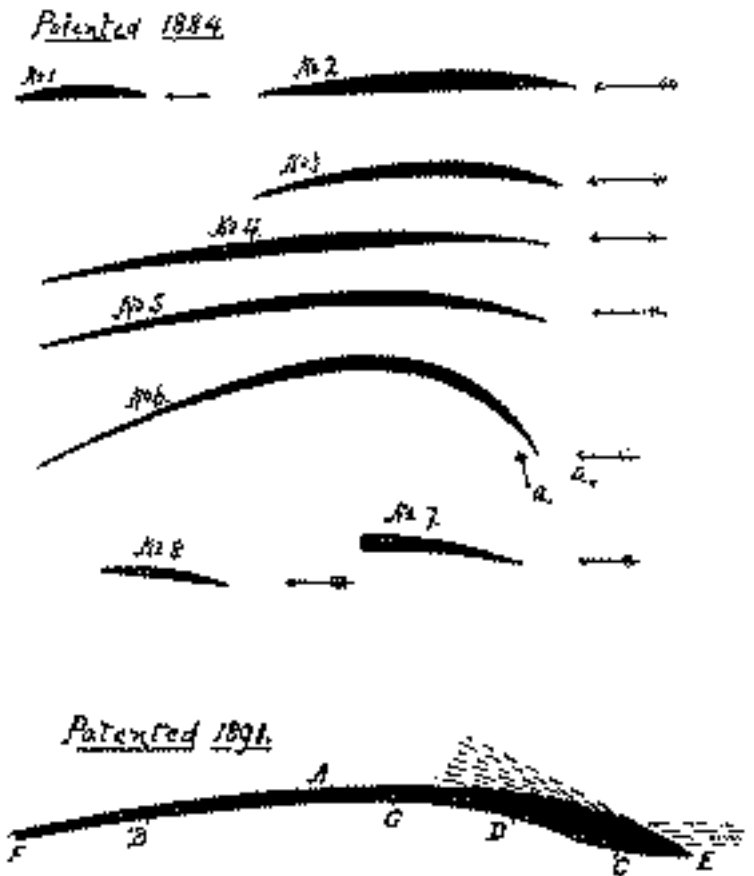 Patented 1884.
No 1
No 2
No 3
No 4
No 5
No 6
a.
a.
No 7
No 8
Patented 1891.
A
F
B
G
D
C
E